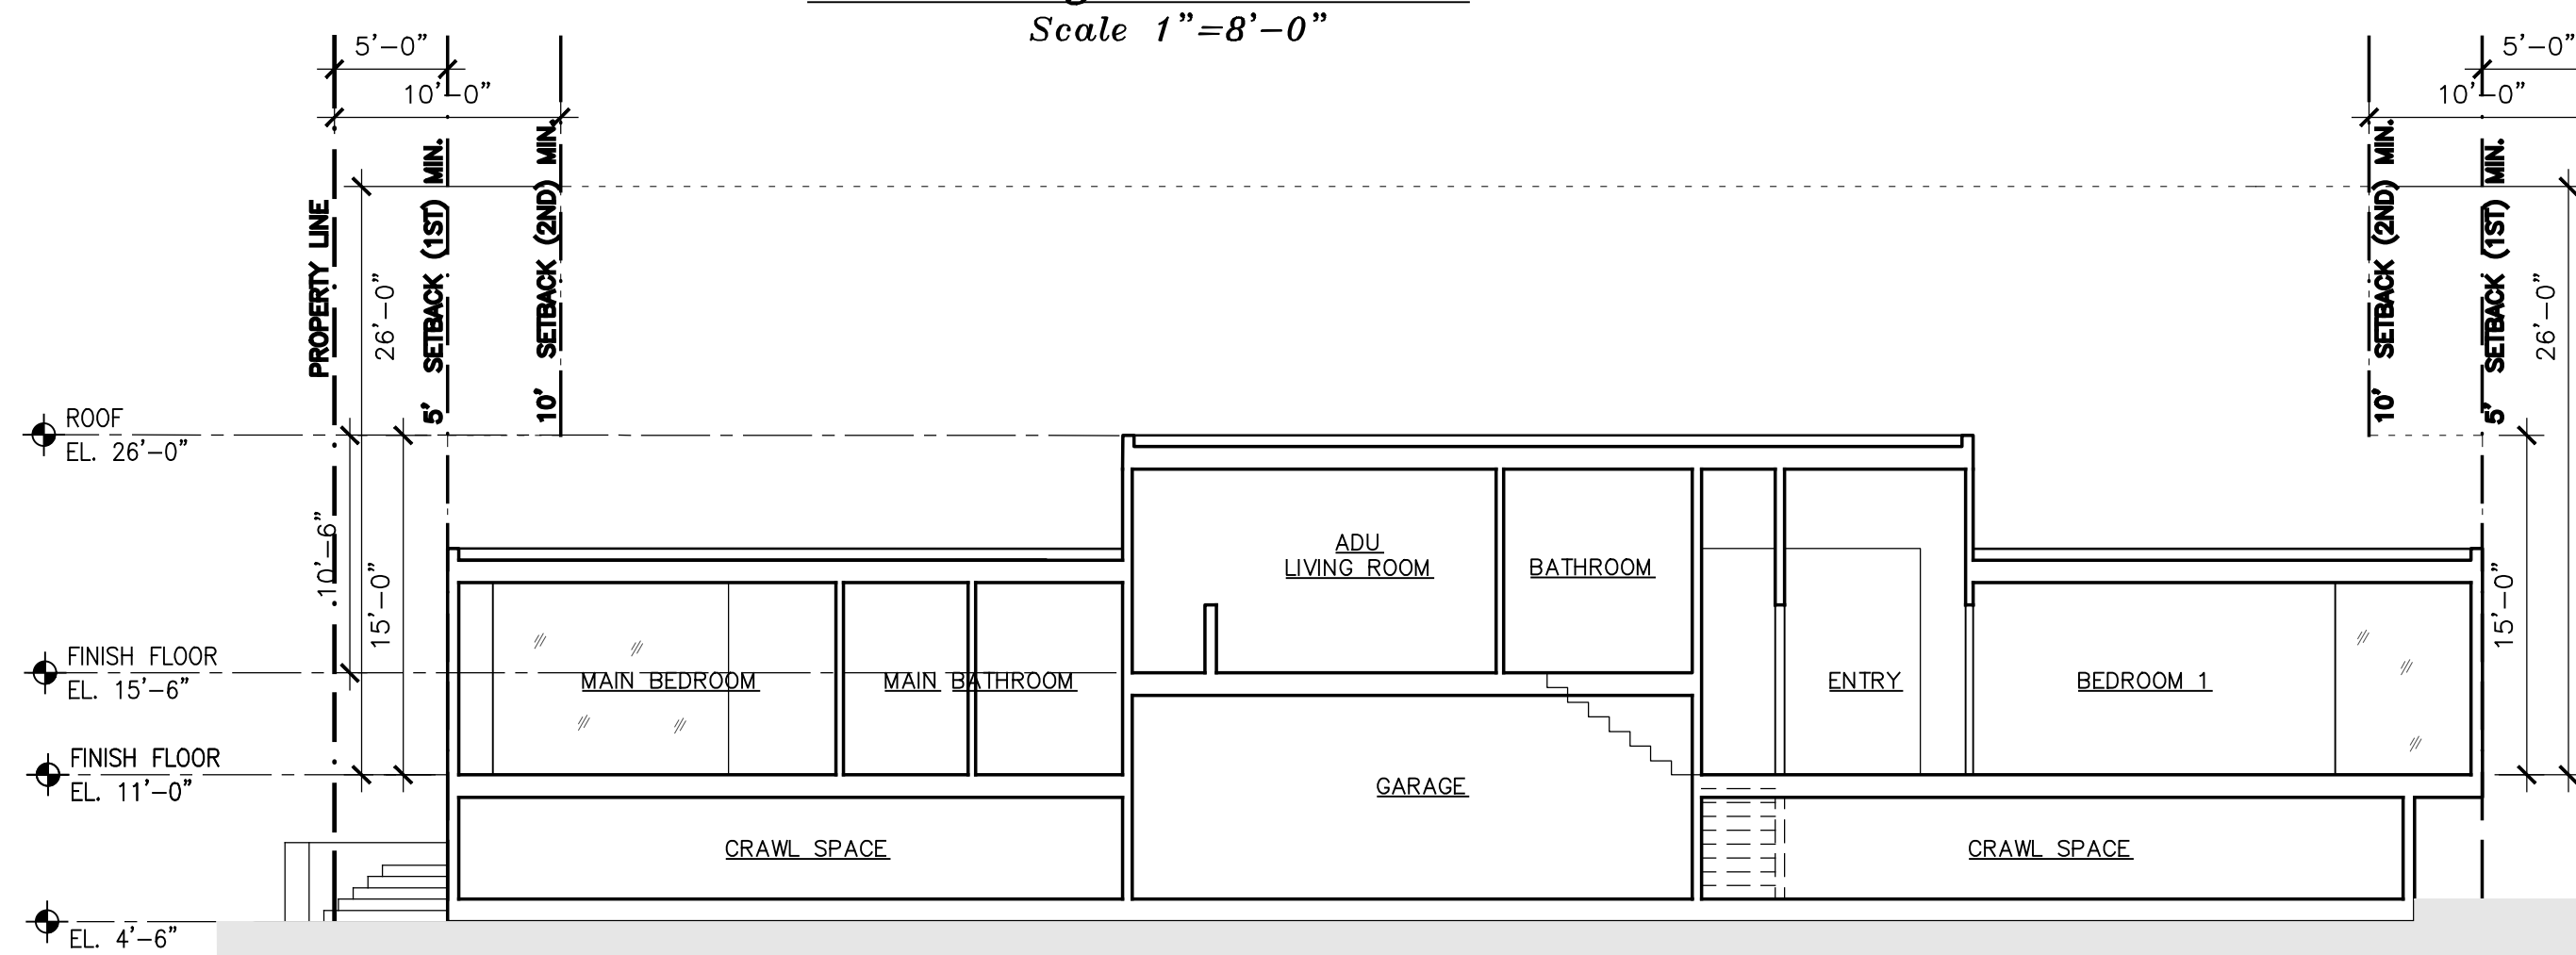 Scale 1”=8’-0”
5’-0”
5’-0”
10’-0”
10’-0”
PROPERTY LINE
5’ SETBACK (1ST) MIN.
10’ SETBACK (2ND) MIN.
10’ SETBACK (2ND) MIN.
5’ SETBACK (1ST) MIN.
26’-0”
26’-0”
ROOF
EL. 26’-0”
10’-6”
15’-0”
15’-0”
ADU
LIVING ROOM
BATHROOM
FINISH FLOOR
EL. 15’-6”
MAIN BEDROOM
MAIN BATHROOM
ENTRY
BEDROOM 1
FINISH FLOOR
EL. 11’-0”
GARAGE
CRAWL SPACE
CRAWL SPACE
EL. 4’-6”